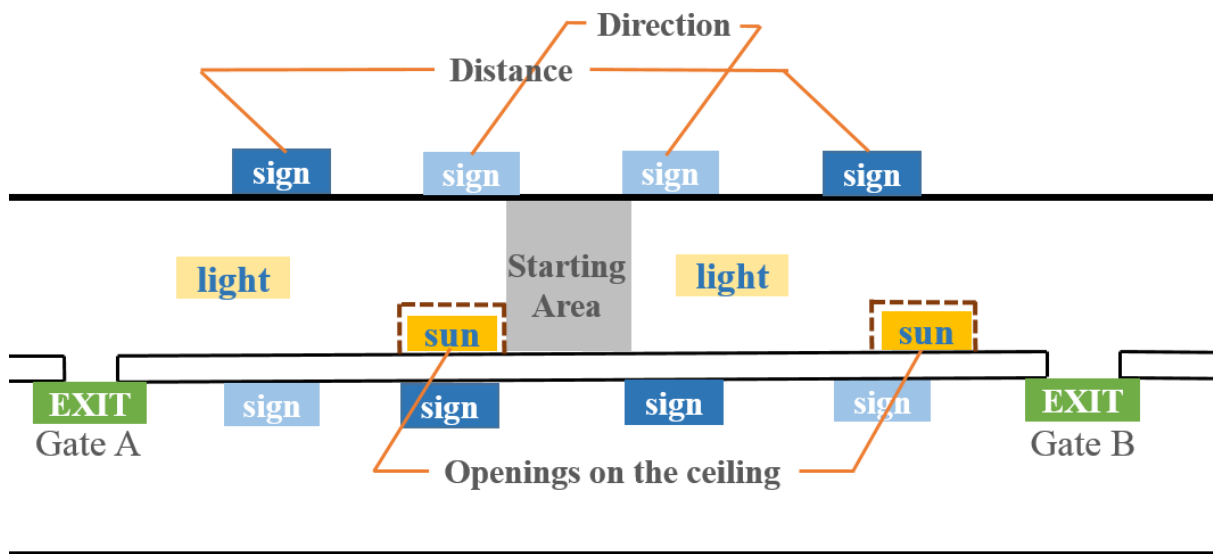 Direction
Distance
sign
sign
sign
sign
light
Starting
Area
light
sun
sun
EXIT
sign
sign
sign
sign
EXIT
Gate A
Gate B
Openings on the ceiling